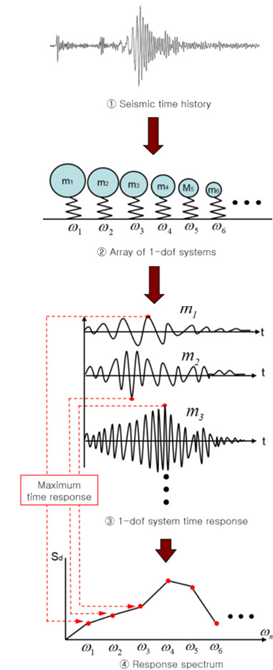 ① Seismic time history
m₁ m₂ m₃ m₄ M₅ m₆
ω₁ ω₂ ω₃ ω₄ ω₅ ω₆
② Array of 1-dof systems
m₁
t
m₂
t
m₃
t
Maximum
time response
③ 1-dof system time response
S_d
ω₁ ω₂ ω₃ ω₄ ω₅ ω₆ ωₙ
④ Response spectrum